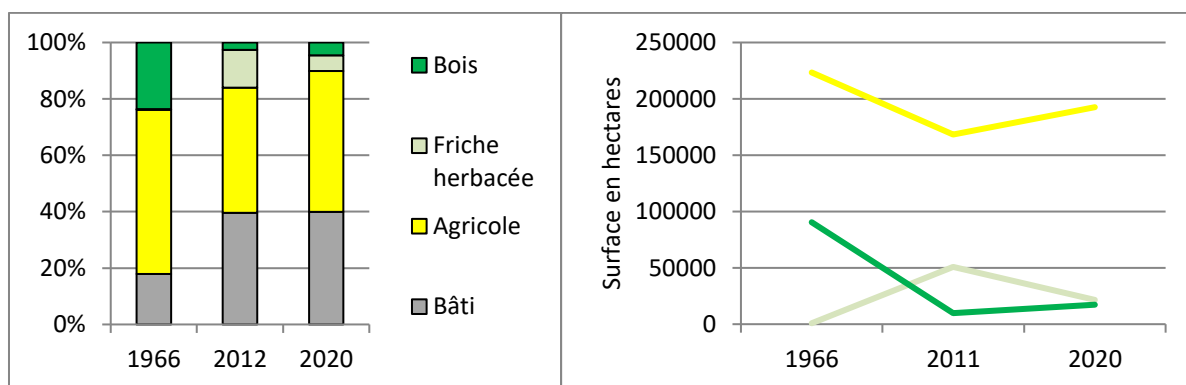 100%
80%
60%
40%
20%
0%
1966 2012 2020
Bois
Friche
herbacée
Agricole
Bâti
Surface en hectares
250000
200000
150000
100000
50000
0
1966 2011 2020